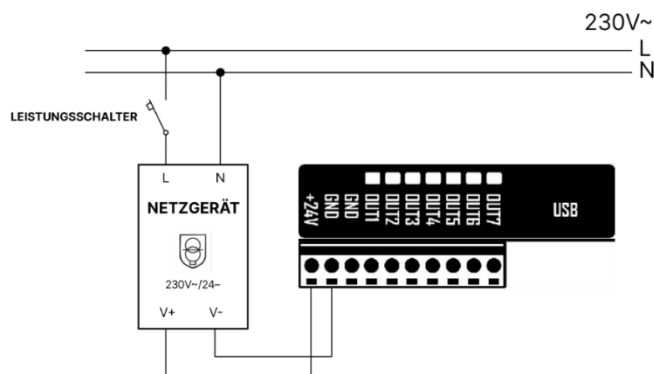 230V~
L
N
LEISTUNGSSCHALTER
L N
NETZGERÄT
230V~/24⎓
V+ V-
+24V GND GND OUT1 OUT2 OUT3 OUT4 OUT5 OUT6 OUT7
USB